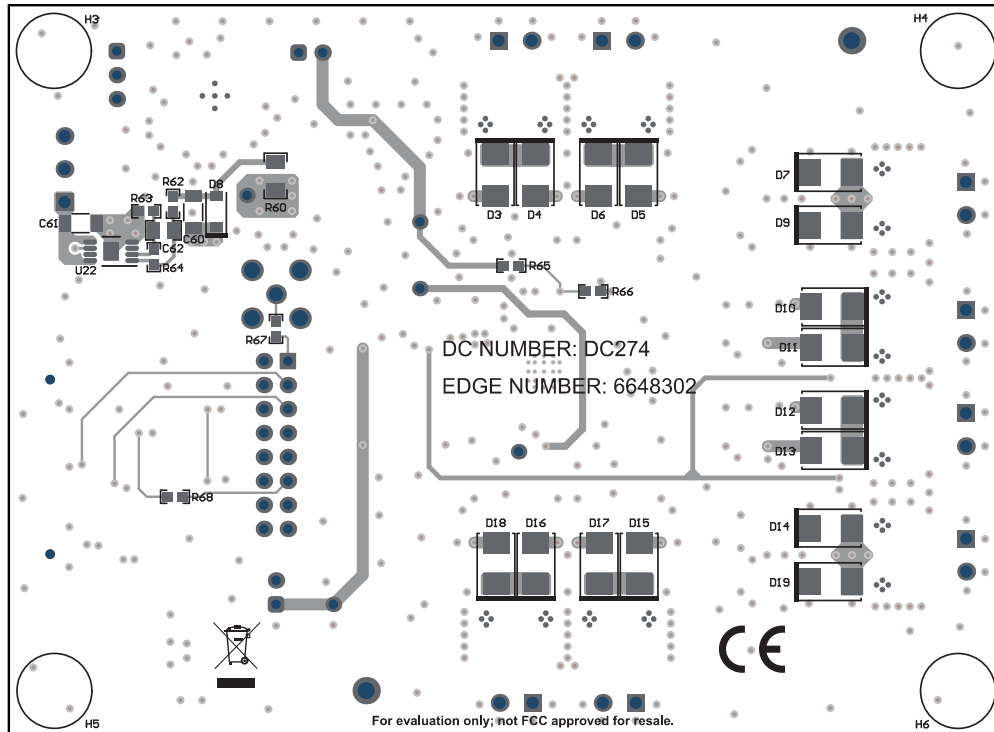 H3
H4
D3
D4
D6
D5
D7
D9
R62
D8
R63
R60
C61
C60
C62
U22
R64
R65
R66
D10
R67
D11
DC NUMBER: DC274
EDGE NUMBER: 6648302
D12
D13
R68
D18
D16
D17
D15
D14
D19
CE
For evaluation only; not FCC approved for resale.
H5
H6